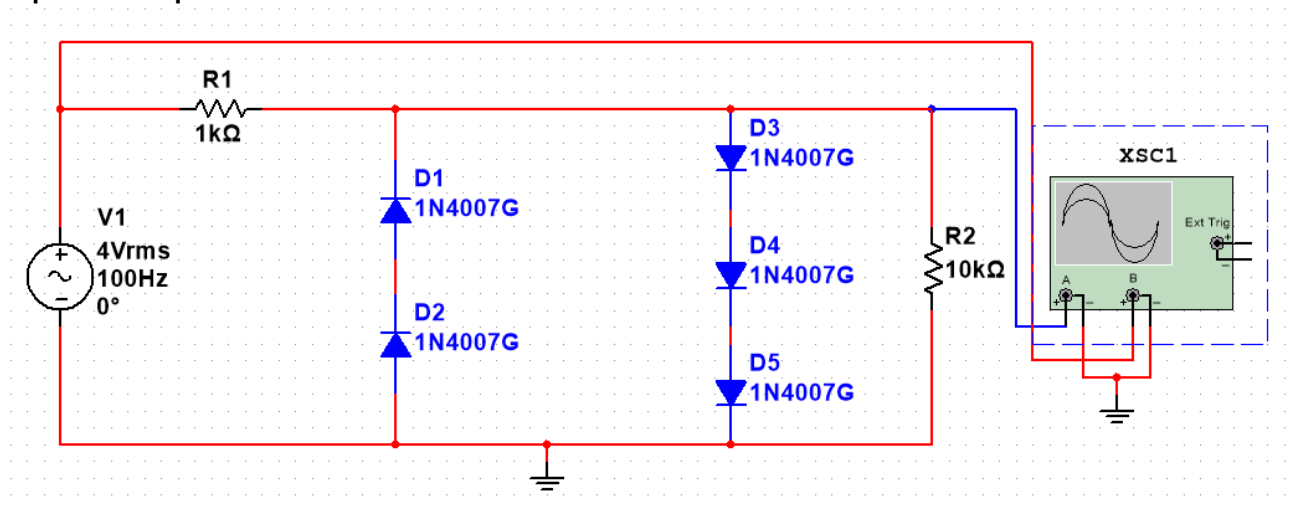 R1
1kΩ
V1
4Vrms
100Hz
0°
D1
1N4007G
D2
1N4007G
D3
1N4007G
D4
1N4007G
D5
1N4007G
R2
10kΩ
XSC1
Ext Trig
+
−
A
B
+
−
+
−
+
−